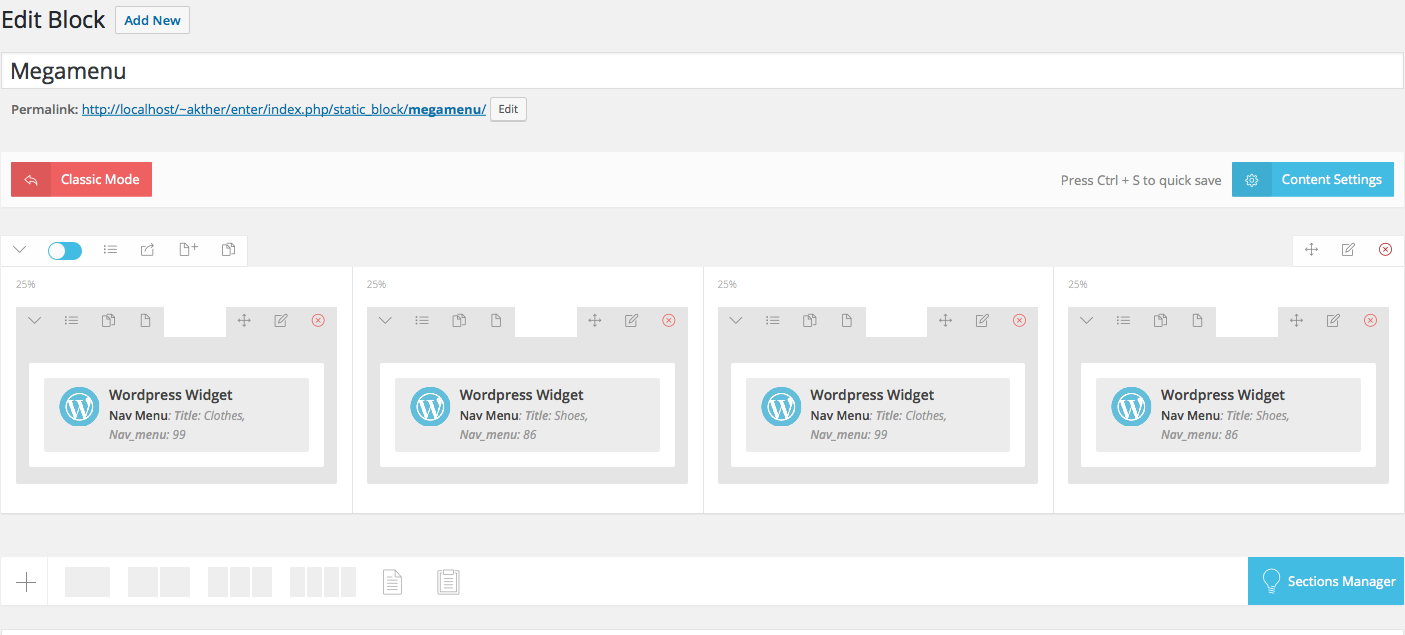 Edit Block Add New
Megamenu
Permalink: http://localhost/~akther/enter/index.php/static_block/megamenu/ Edit
Classic Mode Press Ctrl + S to quick save Content Settings
25% 25% 25% 25%
Wordpress Widget
Nav Menu: Title: Clothes,
Nav_menu: 99
Wordpress Widget
Nav Menu: Title: Shoes,
Nav_menu: 86
Wordpress Widget
Nav Menu: Title: Clothes,
Nav_menu: 99
Wordpress Widget
Nav Menu: Title: Shoes,
Nav_menu: 86
Sections Manager